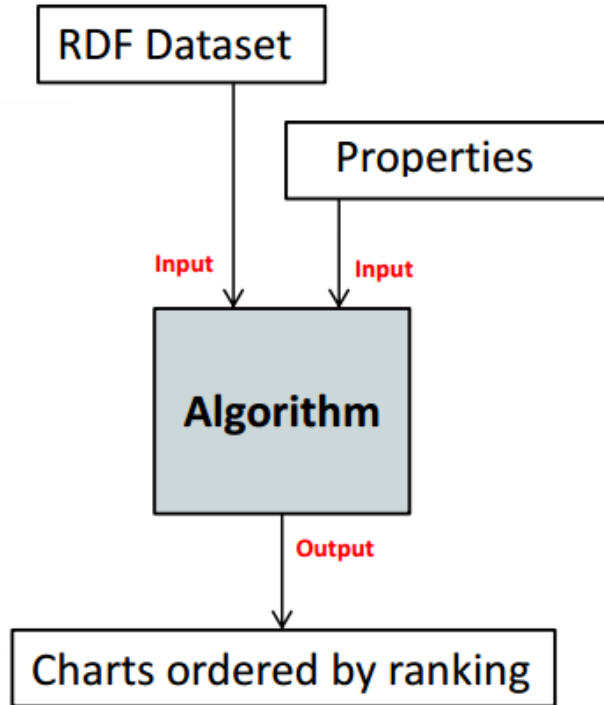 RDF Dataset
Properties
Input
Input
Algorithm
Output
Charts ordered by ranking